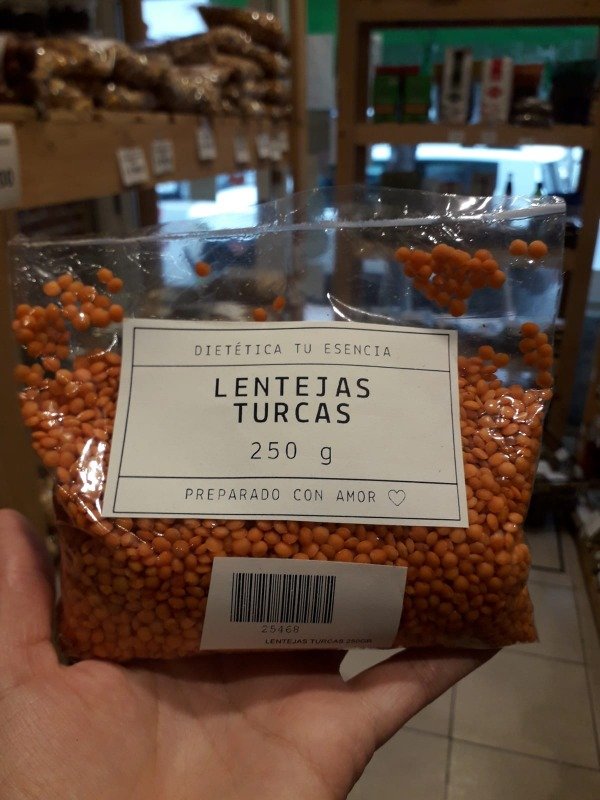 DIETÉTICA TU ESENCIA
LENTEJAS
TURCAS
250 g
PREPARADO CON AMOR ♡
25468
LENTEJAS TURCAS 250GR